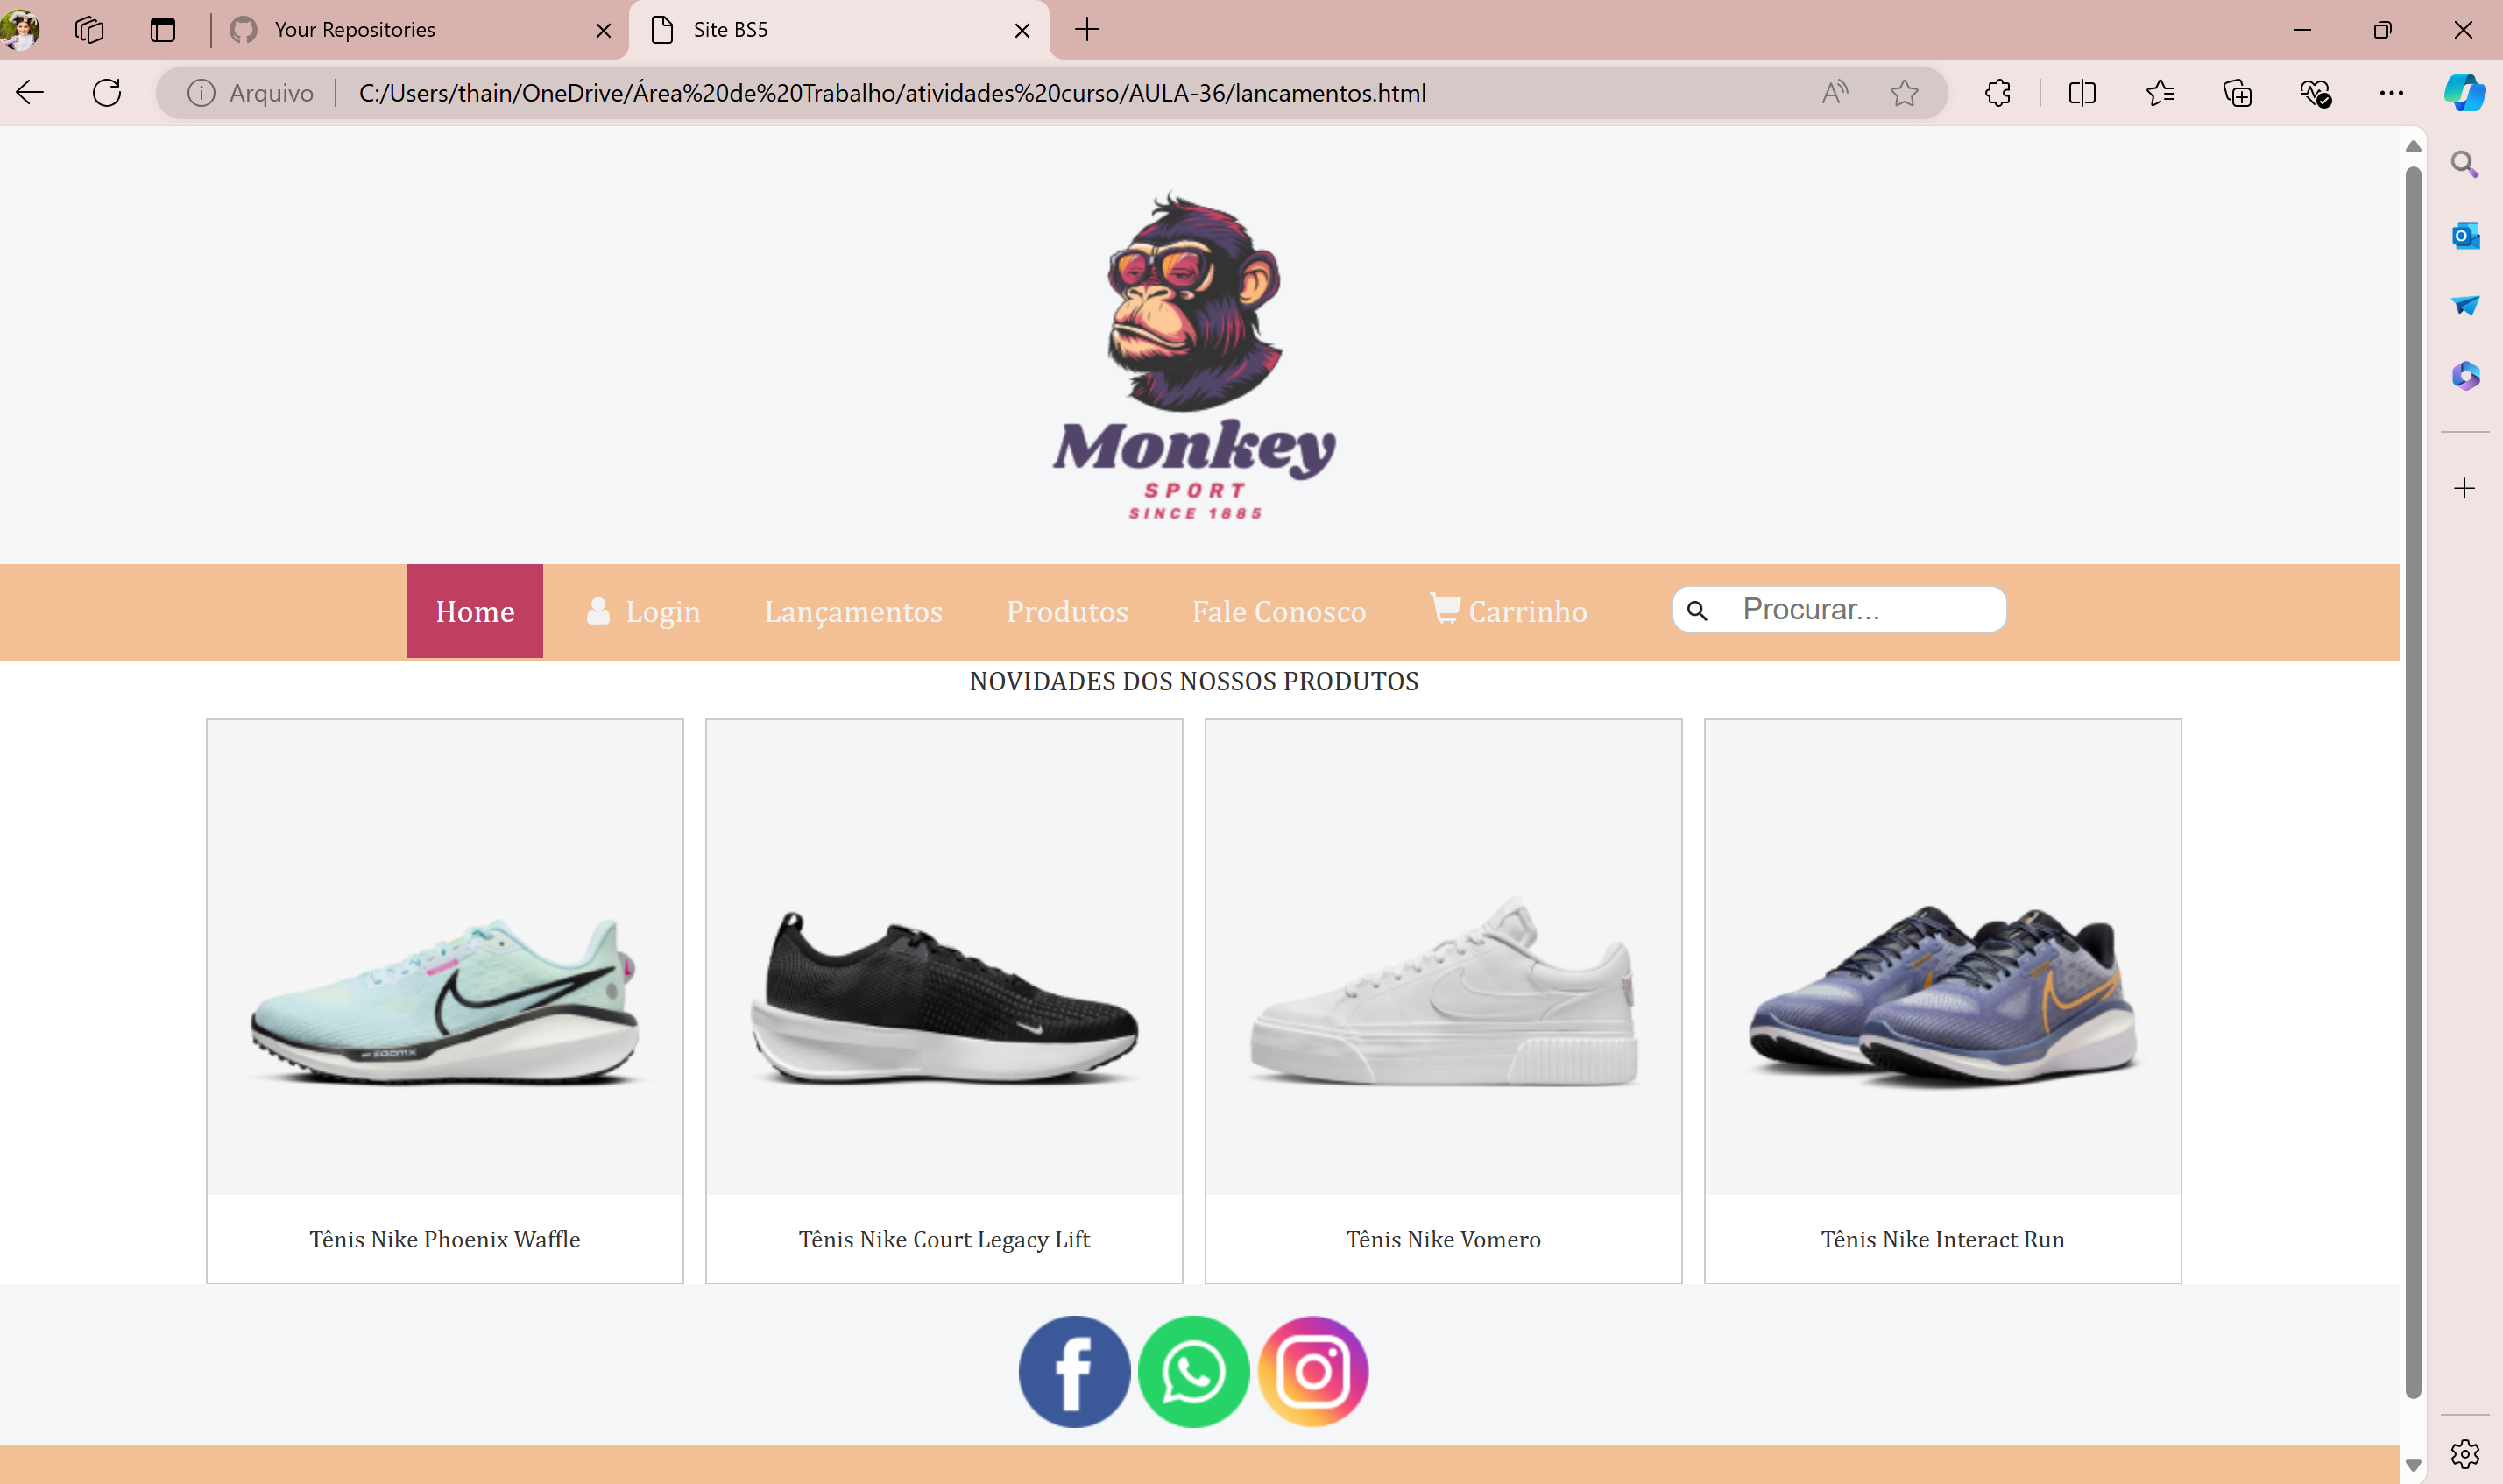 Your Repositories
Site BS5
Arquivo
C:/Users/thain/OneDrive/Área%20de%20Trabalho/atividades%20curso/AULA-36/lancamentos.html
Monkey
SPORT
SINCE 1885
Home Login Lançamentos Produtos Fale Conosco Carrinho Procurar...
NOVIDADES DOS NOSSOS PRODUTOS
ZOOMX
Tênis Nike Phoenix Waffle
Tênis Nike Court Legacy Lift
Tênis Nike Vomero
Tênis Nike Interact Run